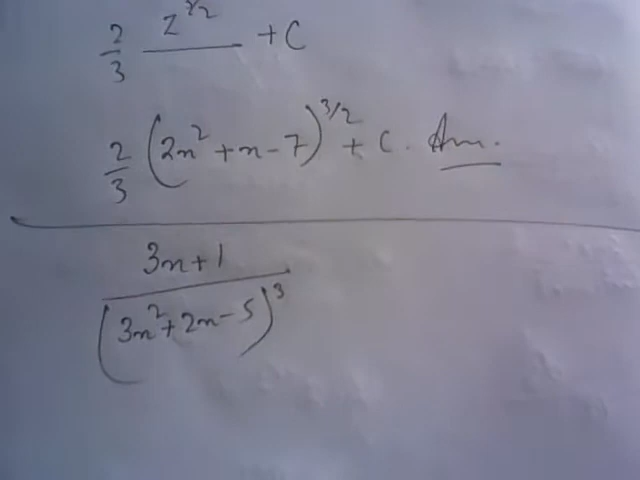 2/3 z^3/2 / + C
2/3 (2x² + x - 7)^3/2 + C. Ans.
3x+1 / (3x²+2x-5)³